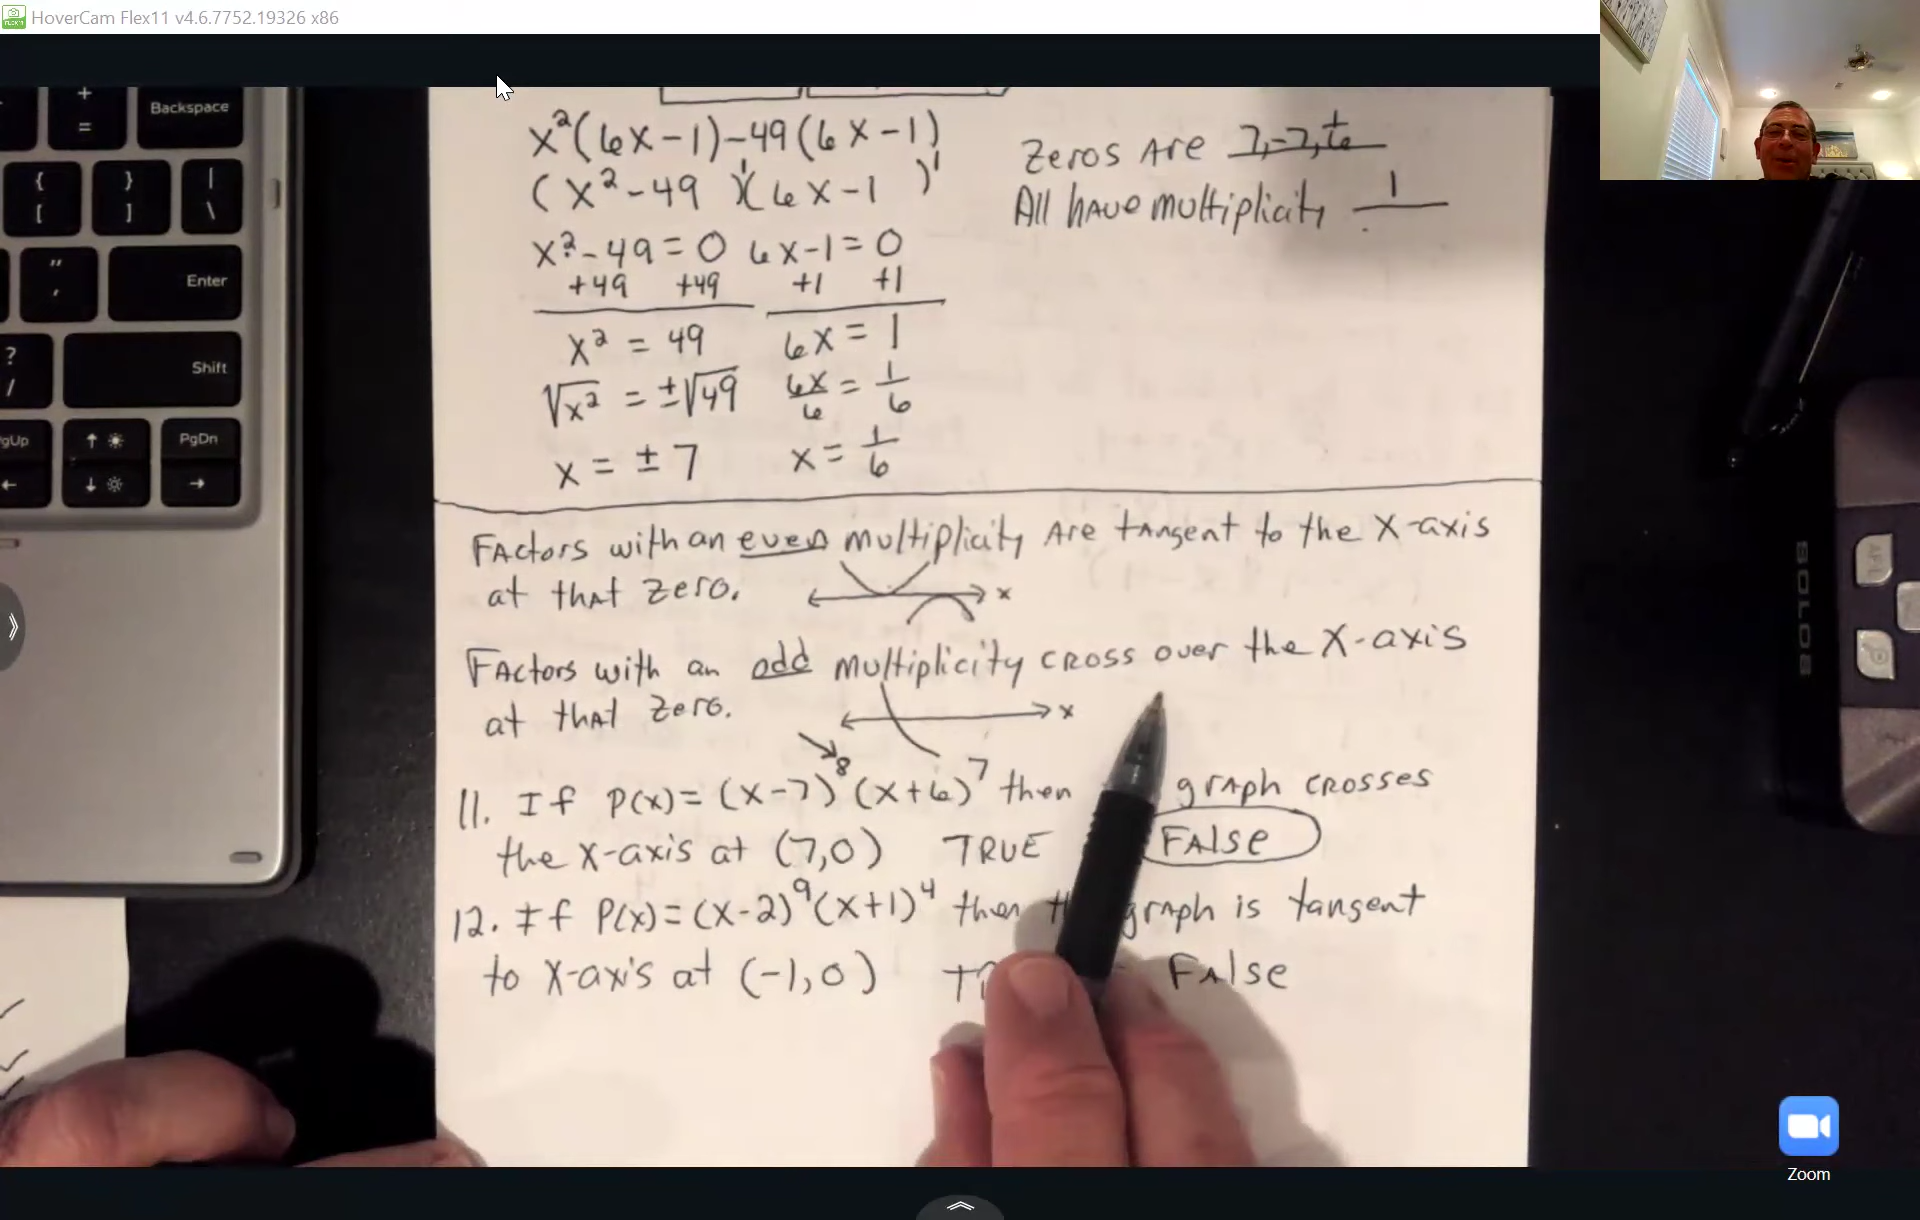 HoverCam Flex11 v4.6.7752.19326 x86
+
=
Backspace
{
[
}
]
|
\
"
'
Enter
?
/
Shift
gUp
PgDn
x²(6x-1)-49(6x-1)
(x²-49)¹(6x-1)¹
x²-49=0 6x-1=0
+49 +49 +1 +1
x² = 49 6x = 1
√x² = ±√49 6x/6 = 1/6
x = ±7 x = 1/6
Zeros Are 7,-7,1/6
All have multiplicity 1
Factors with an even multiplicity Are tangent to the X-axis
at that zero.
x
Factors with an odd multiplicity cross over the X-axis
at that zero.
x
11. If P(x)=(x-7)⁸(x+6)⁷ then graph crosses
the x-axis at (7,0) TRUE False
12. If P(x)=(x-2)⁹(x+1)⁴ then graph is tangent
to x-axis at (-1,0) False
SOLO8
Zoom